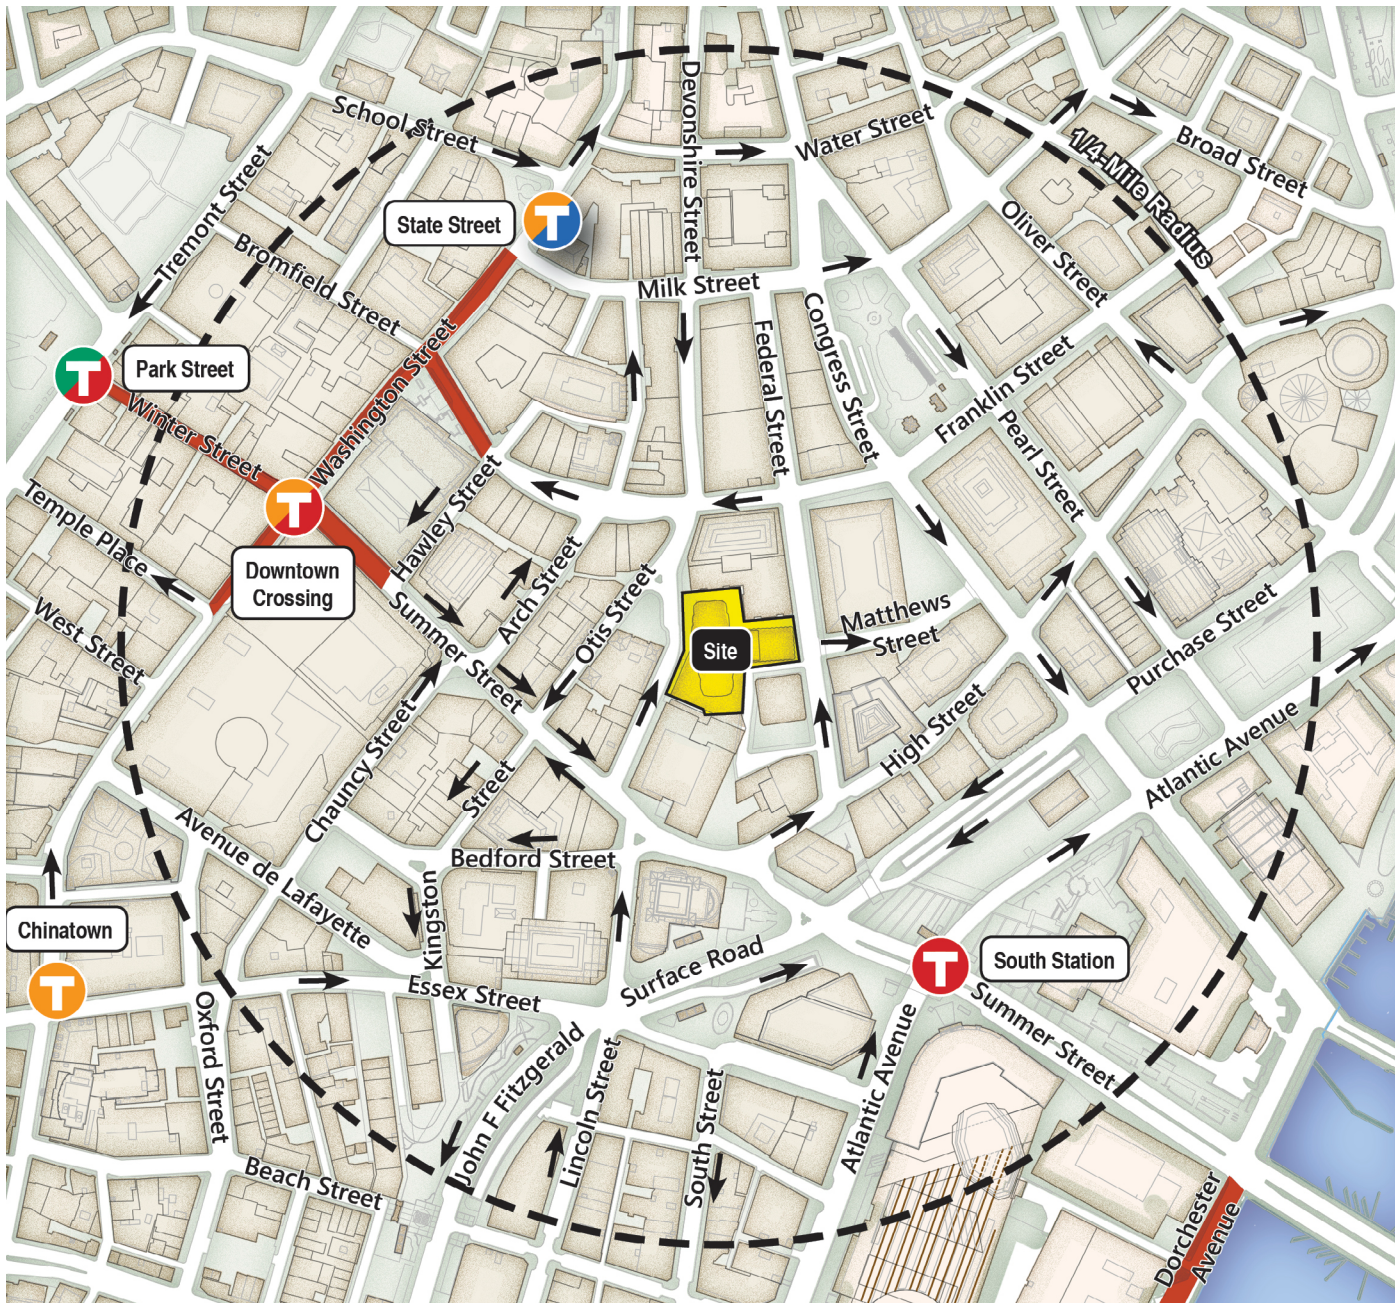 Devonshire Street
School Street
Water Street
Broad Street
1/4-Mile Radius
Tremont Street
State Street
T
Oliver Street
Bromfield Street
Milk Street
Congress Street
Federal Street
Park Street
T
Washington Street
Franklin Street
Winter Street
Pearl Street
Hawley Street
T
Temple Place
Downtown
Crossing
Arch Street
Otis Street
Matthews
Street
Summer Street
West Street
Site
Purchase Street
High Street
Chauncy Street
Atlantic Avenue
Street
Avenue de Lafayette
Bedford Street
Kingston
Chinatown
T
South Station
T
Surface Road
Essex Street
Summer Street
Oxford Street
John F Fitzgerald
Lincoln Street
South Street
Atlantic Avenue
Beach Street
Dorchester
Avenue